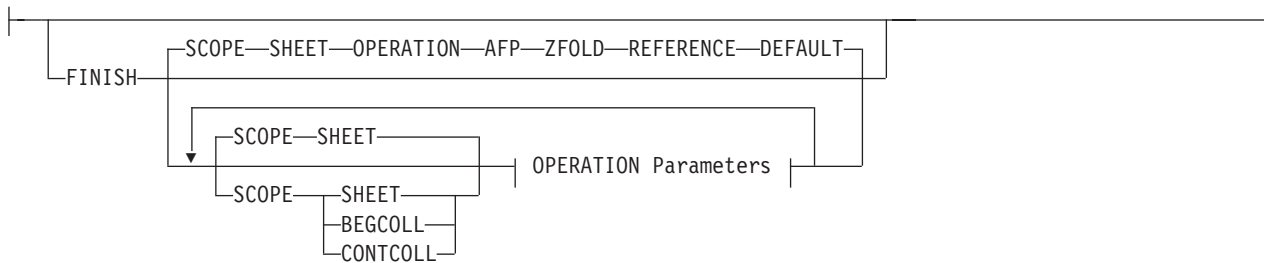 SCOPE SHEET OPERATION AFP ZFOLD REFERENCE DEFAULT
FINISH
SCOPE SHEET
OPERATION Parameters
SCOPE SHEET
BEGCOLL
CONTCOLL